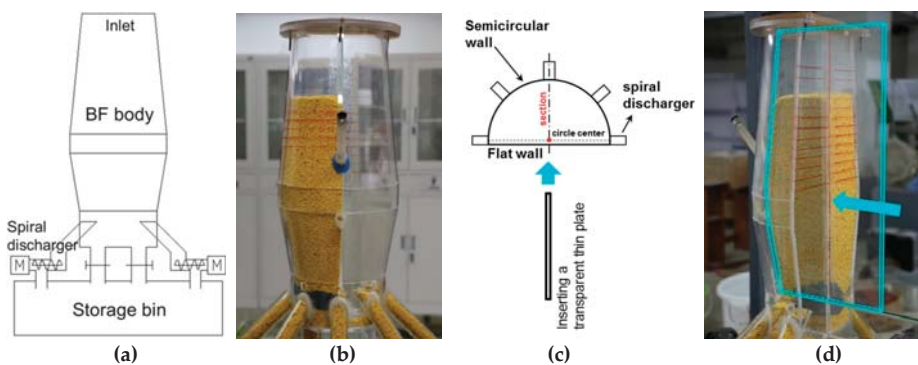 Inlet
BF body
Spiral
discharger
M
M
Storage bin
(a)
(b)
Semicircular
wall
spiral
discharger
section
circle center
Flat wall
Inserting a
transparent thin plate
(c)
(d)